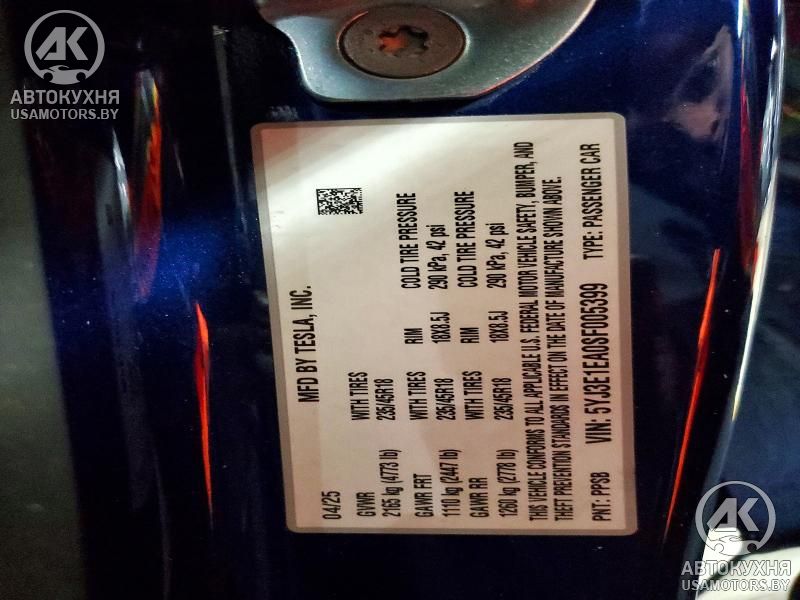 AK
АВТОКУХНЯ
USAMOTORS.BY
MFD BY TESLA, INC.
04/25
GVWR WITH TIRES RIM COLD TIRE PRESSURE
2165 kg (4773 lb) 235/45R18 18X8.5J 290 kPa, 42 psi
GAWR FRT WITH TIRES RIM COLD TIRE PRESSURE
1110 kg (2447 lb) 235/45R18 18X8.5J 290 kPa, 42 psi
GAWR RR WITH TIRES
1260 kg (2778 lb) 235/45R18
THIS VEHICLE CONFORMS TO ALL APPLICABLE U.S. FEDERAL MOTOR VEHICLE SAFETY, BUMPER, AND
THEFT PREVENTION STANDARDS IN EFFECT ON THE DATE OF MANUFACTURE SHOWN ABOVE.
PNT: PPSB VIN: 5YJ3E1EA0SF005399 TYPE: PASSENGER CAR
AK
АВТОКУХНЯ
USAMOTORS.BY